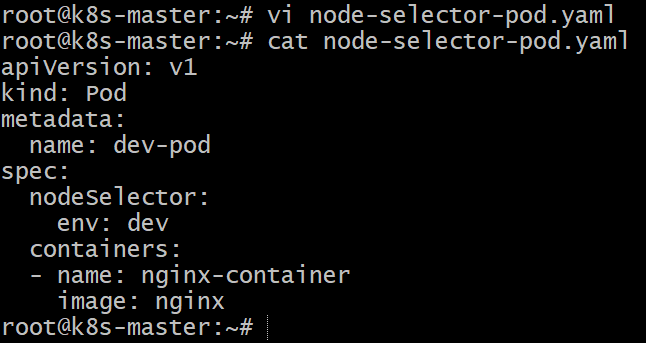 root@k8s-master:~# vi node-selector-pod.yaml
root@k8s-master:~# cat node-selector-pod.yaml
apiVersion: v1
kind: Pod
metadata:
  name: dev-pod
spec:
  nodeSelector:
    env: dev
  containers:
  - name: nginx-container
    image: nginx
root@k8s-master:~#